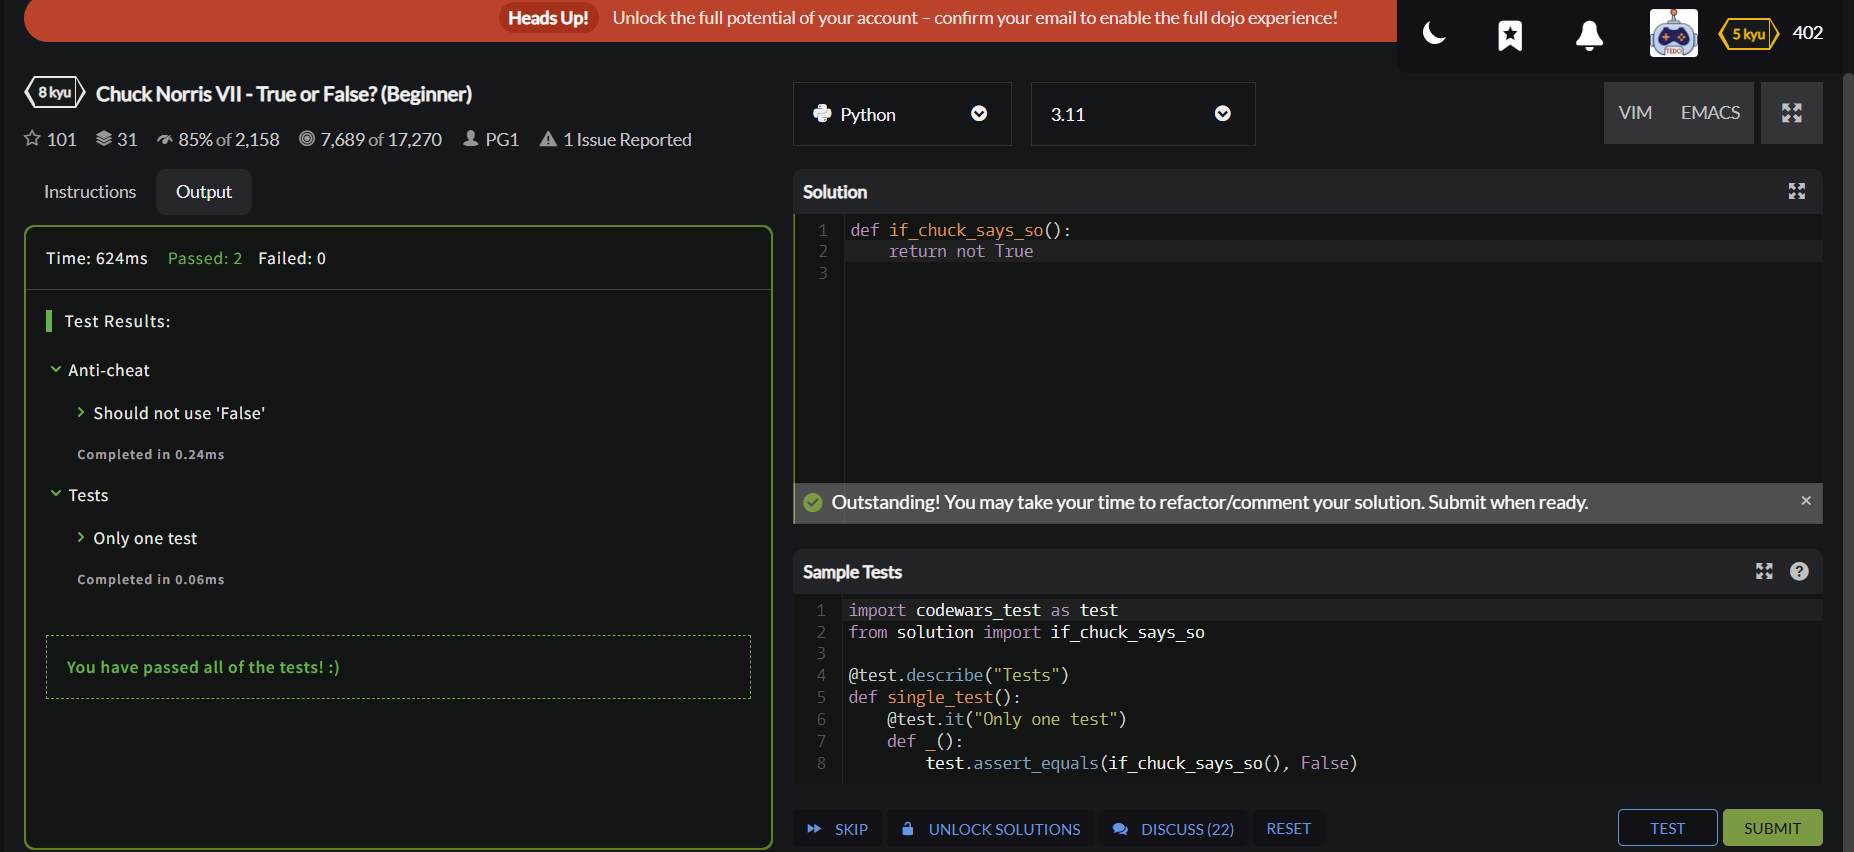 Heads Up! Unlock the full potential of your account – confirm your email to enable the full dojo experience!
TEDO
5 kyu 402
8 kyu Chuck Norris VII - True or False? (Beginner)
101 31 85% of 2,158 7,689 of 17,270 PG1 1 Issue Reported
Instructions Output
Time: 624ms Passed: 2 Failed: 0
Test Results:
Anti-cheat
Should not use 'False'
Completed in 0.24ms
Tests
Only one test
Completed in 0.06ms
You have passed all of the tests! :)
Python 3.11 VIM EMACS
Solution
1 def if_chuck_says_so():
2     return not True
3
Outstanding! You may take your time to refactor/comment your solution. Submit when ready. ×
Sample Tests ?
1 import codewars_test as test
2 from solution import if_chuck_says_so
3
4 @test.describe("Tests")
5 def single_test():
6     @test.it("Only one test")
7     def _():
8         test.assert_equals(if_chuck_says_so(), False)
SKIP UNLOCK SOLUTIONS DISCUSS (22) RESET TEST SUBMIT